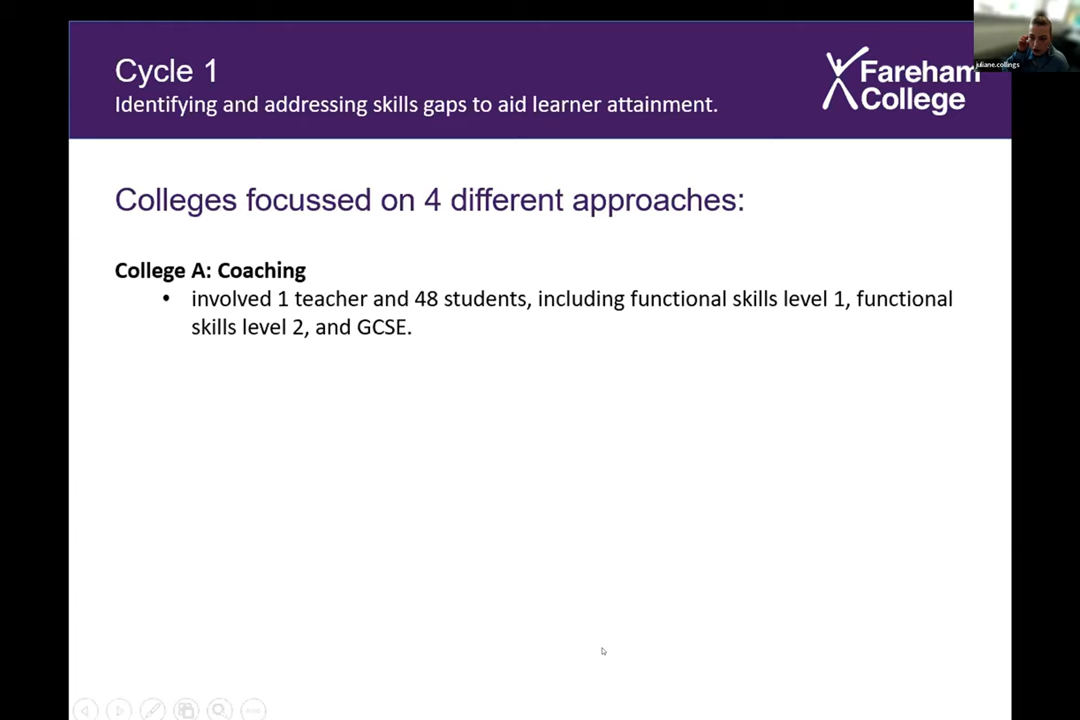 Cycle 1
Identifying and addressing skills gaps to aid learner attainment.
Fareham
College
juliane.collings
Colleges focussed on 4 different approaches:
College A: Coaching
• involved 1 teacher and 48 students, including functional skills level 1, functional
skills level 2, and GCSE.